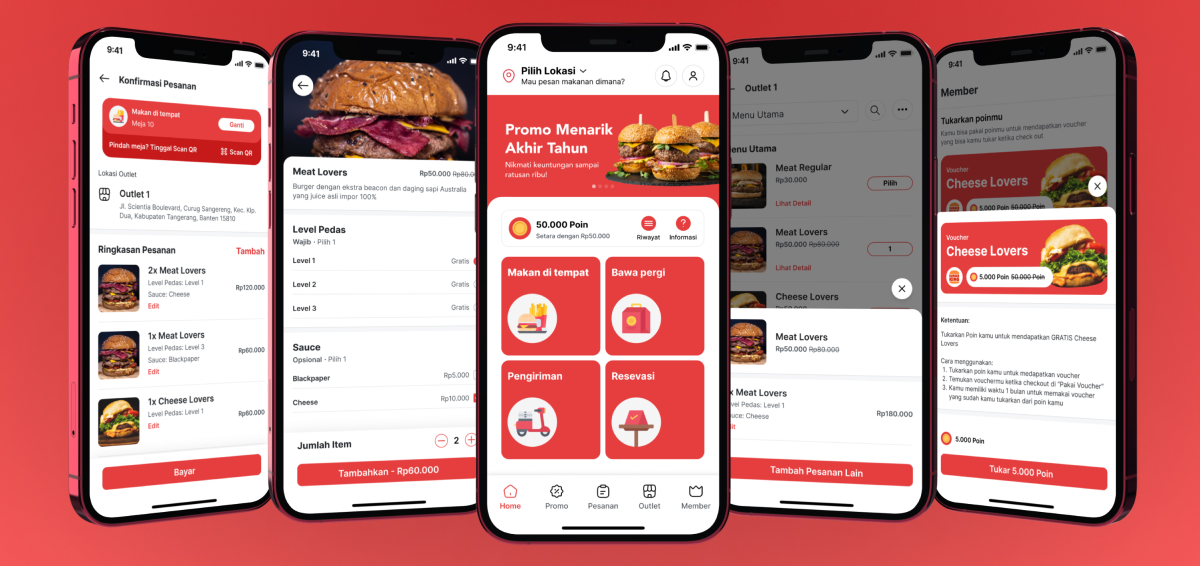 9:41
Konfirmasi Pesanan
Makan di tempat
Meja 10
Ganti
Pindah meja? Tinggal Scan QR
Scan QR
Lokasi Outlet
Outlet 1
Jl. Scientia Boulevard, Curug Sangereng, Kec. Klp.
Dua, Kabupaten Tangerang, Banten 15810
Ringkasan Pesanan
Tambah
2x Meat Lovers
Level Pedas: Level 1
Sauce: Cheese
Rp120.000
Edit
1x Meat Lovers
Level Pedas: Level 3
Sauce: Blackpaper
Rp60.000
Edit
1x Cheese Lovers
Level Pedas: Level 1
Rp60.000
Edit
Bayar
9:41
Meat Lovers
Rp50.000 Rp80.00
Burger dengan ekstra beacon dan daging sapi Australia
yang juice asli impor 100%
Level Pedas
Wajib • Pilih 1
Level 1
Gratis
Level 2
Gratis
Level 3
Gratis
Sauce
Opsional • Pilih 1
Blackpaper
Rp5.000
Cheese
Rp10.000
Jumlah Item
2
Tambahkan - Rp60.000
9:41
Pilih Lokasi
Mau pesan makanan dimana?
Promo Menarik
Akhir Tahun
Nikmati keuntungan sampai
ratusan ribu!
50.000 Poin
Setara dengan Rp50.000
Riwayat
Informasi
Makan di tempat
Bawa pergi
Pengiriman
Resevasi
Home
Promo
Pesanan
Outlet
Member
9:41
Outlet 1
Menu Utama
enu Utama
Meat Regular
Rp30.000
Pilih
Lihat Detail
Meat Lovers
Rp50.000 Rp80.000
1
Lihat Detail
Cheese Lovers
Meat Lovers
Rp50.000 Rp80.000
x Meat Lovers
vel Pedas: Level 1
uce: Cheese
Rp180.000
dit
Tambah Pesanan Lain
9:41
Member
Tukarkan poinmu
Kamu bisa pakai poinmu untuk mendapatkan voucher
yang bisa kamu tukar ketika check out
Voucher
Cheese Lovers
5.000 Poin 50.000 Poin
Voucher
Cheese Lovers
5.000 Poin 50.000 Poin
Ketentuan:
Tukarkan Poin kamu untuk mendapatkan GRATIS Cheese
Lovers
Cara menggunakan:
1. Tukarkan poin kamu untuk medapatkan voucher
2. Temukan vouchermu ketika checkout di "Pakai Voucher"
3. Kamu memiliki waktu 1 bulan untuk memakai voucher
yang sudah kamu tukarkan dari poin kamu
5.000 Poin
Tukar 5.000 Poin